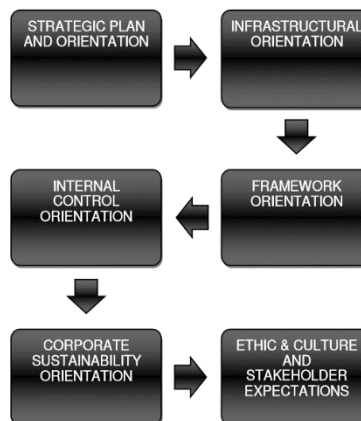 STRATEGIC PLAN
AND ORIENTATION
INFRASTRUCTURAL
ORIENTATION
FRAMEWORK
ORIENTATION
INTERNAL
CONTROL
ORIENTATION
CORPORATE
SUSTAINABILITY
ORIENTATION
ETHIC & CULTURE
AND
STAKEHOLDER
EXPECTATIONS